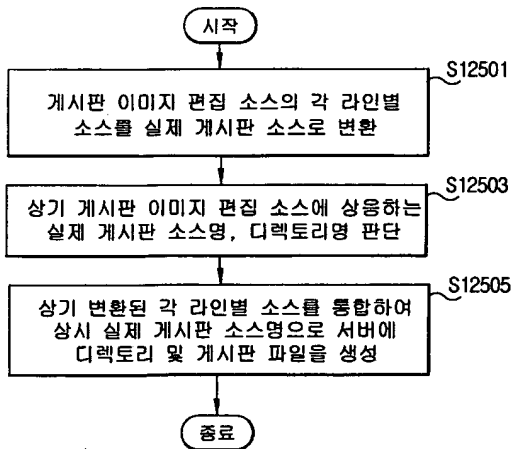 시작
S12501
게시판 이미지 편집 소스의 각 라인별
소스를 실제 게시판 소스로 변환
S12503
상기 게시판 이미지 편집 소스에 상응하는
실제 게시판 소스명, 디렉토리명 판단
S12505
상기 변환된 각 라인별 소스를 통합하여
상시 실제 게시판 소스명으로 서버에
디렉토리 및 게시판 파일을 생성
종료